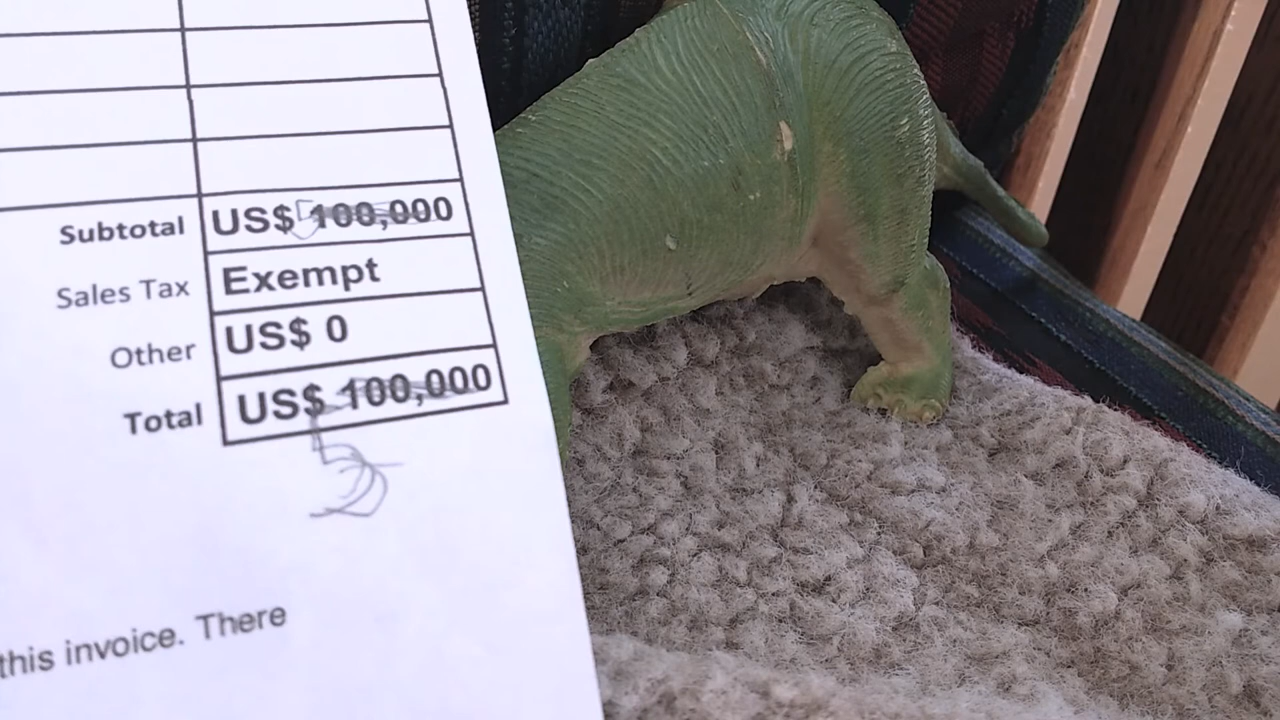 Subtotal US$ 100,000
Sales Tax Exempt
Other US$ 0
Total US$ 100,000
this invoice. There